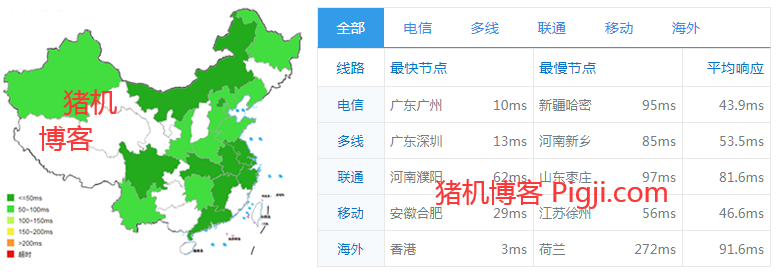 猪机
博客
<=50ms
50~100ms
100~150ms
150~200ms
>200ms
超时
全部 电信 多线 联通 移动 海外
线路 最快节点 最慢节点 平均响应
电信 广东广州 10ms 新疆哈密 95ms 43.9ms
多线 广东深圳 13ms 河南新乡 85ms 53.5ms
联通 河南濮阳 62ms 山东枣庄 97ms 81.6ms
猪机博客 Pigji.com
移动 安徽合肥 29ms 江苏徐州 56ms 46.6ms
海外 香港 3ms 荷兰 272ms 91.6ms